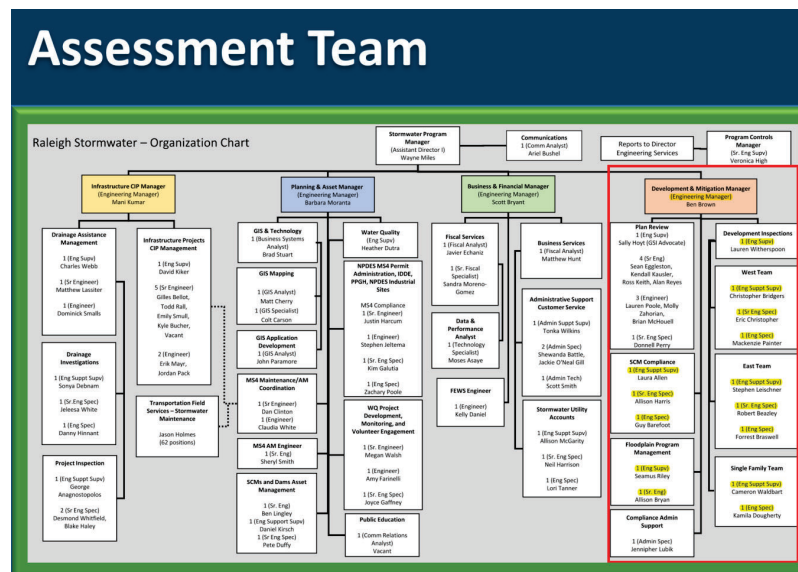 Assessment Team
Raleigh Stormwater – Organization Chart
Stormwater Program
Manager
(Assistant Director I)
Wayne Miles
Communications
1 (Comm Analyst)
Ariel Bushel
Reports to Director
Engineering Services
Program Controls
Manager
(Sr. Eng Supv)
Veronica High
Infrastructure CIP Manager
(Engineering Manager)
Mani Kumar
Drainage Assistance
Management
1 (Eng Supv)
Charles Webb
1 (Sr Engineer)
Matthew Lassiter
1 (Engineer)
Dominick Smalls
Drainage
Investigations
1 (Eng Suppt Supv)
Sonya Debnam
1 (Sr.Eng Spec)
Jeleesa White
1 (Eng Spec)
Danny Hinnant
Project Inspection
1 (Eng Suppt Supv)
George
Anagnostopolos
2 (Sr Eng Spec)
Desmond Whitfield,
Blake Haley
Infrastructure Projects
CIP Management
1 (Eng Supv)
David Kiker
5 (Sr Engineer)
Gilles Bellot,
Todd Rall,
Emily Smull,
Kyle Bucher,
Vacant
2 (Engineer)
Erik Mayr,
Jordan Pack
Transportation Field
Services – Stormwater
Maintenance
Jason Holmes
(62 positions)
Planning & Asset Manager
(Engineering Manager)
Barbara Moranta
GIS & Technology
1 (Business Systems
Analyst)
Brad Stuart
GIS Mapping
1 (GIS Analyst)
Matt Cherry
1 (GIS Specialist)
Colt Carson
GIS Application
Development
1 (GIS Analyst)
John Paramore
MS4 Maintenance/AM
Coordination
1 (Sr Engineer)
Dan Clinton
1 (Engineer)
Claudia White
MS4 AM Engineer
1 (Sr. Eng)
Sheryl Smith
SCMs and Dams Asset
Management
1 (Sr. Eng)
Ben Lingley
1 (Eng Support Supv)
Daniel Kirsch
1 (Sr Eng Spec)
Pete Duffy
Water Quality
(Eng Supv)
Heather Dutra
NPDES MS4 Permit
Administration, IDDE,
PPGH, NPDES Industrial
Sites
MS4 Compliance
1 (Sr. Engineer)
Justin Harcum
1 (Engineer)
Stephen Jeltema
1 (Sr. Eng Spec)
Kim Galutia
1 (Eng Spec)
Zachary Poole
WQ Project
Development,
Monitoring, and
Volunteer Engagement
1 (Sr. Engineer)
Megan Walsh
1 (Engineer)
Amy Farinelli
1 (Sr. Eng Spec)
Joyce Gaffney
Public Education
1 (Comm Relations
Analyst)
Vacant
Business & Financial Manager
(Engineering Manager)
Scott Bryant
Fiscal Services
1 (Fiscal Analyst)
Javier Echaniz
1 (Sr. Fiscal
Specialist)
Sandra Moreno-
Gomez
Data &
Performance
Analyst
1 (Technology
Specialist)
Moses Asaye
FEWS Engineer
1 (Engineer)
Kelly Daniel
Business Services
1 (Fiscal Analyst)
Matthew Hunt
Administrative Support
Customer Service
1 (Admin Suppt Supv)
Tonka Wilkins
2 (Admin Spec)
Shewanda Battle,
Jackie O'Neal Gill
1 (Admin Tech)
Scott Smith
Stormwater Utility
Accounts
1 (Eng Suppt Supv)
Allison McGarity
1 (Sr. Eng Spec)
Neil Harrison
1 (Eng Spec)
Lori Tanner
Development & Mitigation Manager
(Engineering Manager)
Ben Brown
Plan Review
1 (Eng Supv)
Sally Hoyt (GSI Advocate)
4 (Sr Eng)
Sean Eggleston,
Kendall Kausler,
Ross Keith, Alan Reyes
3 (Engineer)
Lauren Poole, Molly
Zahorian,
Brian McHouell
1 (Sr. Eng Spec)
Donnell Perry
SCM Compliance
1 (Eng Suppt Supv)
Laura Allen
1 (Sr. Eng Spec)
Allison Harris
1 (Eng Spec)
Guy Barefoot
Floodplain Program
Management
1 (Eng Supv)
Seamus Riley
1 (Sr. Eng)
Allison Bryan
Compliance Admin
Support
1 (Admin Spec)
Jennipher Lubik
Development Inspections
1 (Eng Supv)
Lauren Witherspoon
West Team
1 (Eng Suppt Supv)
Christopher Bridgers
1 (Sr Eng Spec)
Eric Christopher
1 (Eng Spec)
Mackenzie Painter
East Team
1 (Eng Suppt Supv)
Stephen Leischner
1 (Sr. Eng Spec)
Robert Beazley
1 (Eng Spec)
Forrest Braswell
Single Family Team
1 (Eng Suppt Supv)
Cameron Waldbart
1 (Eng Spec)
Kamila Dougherty